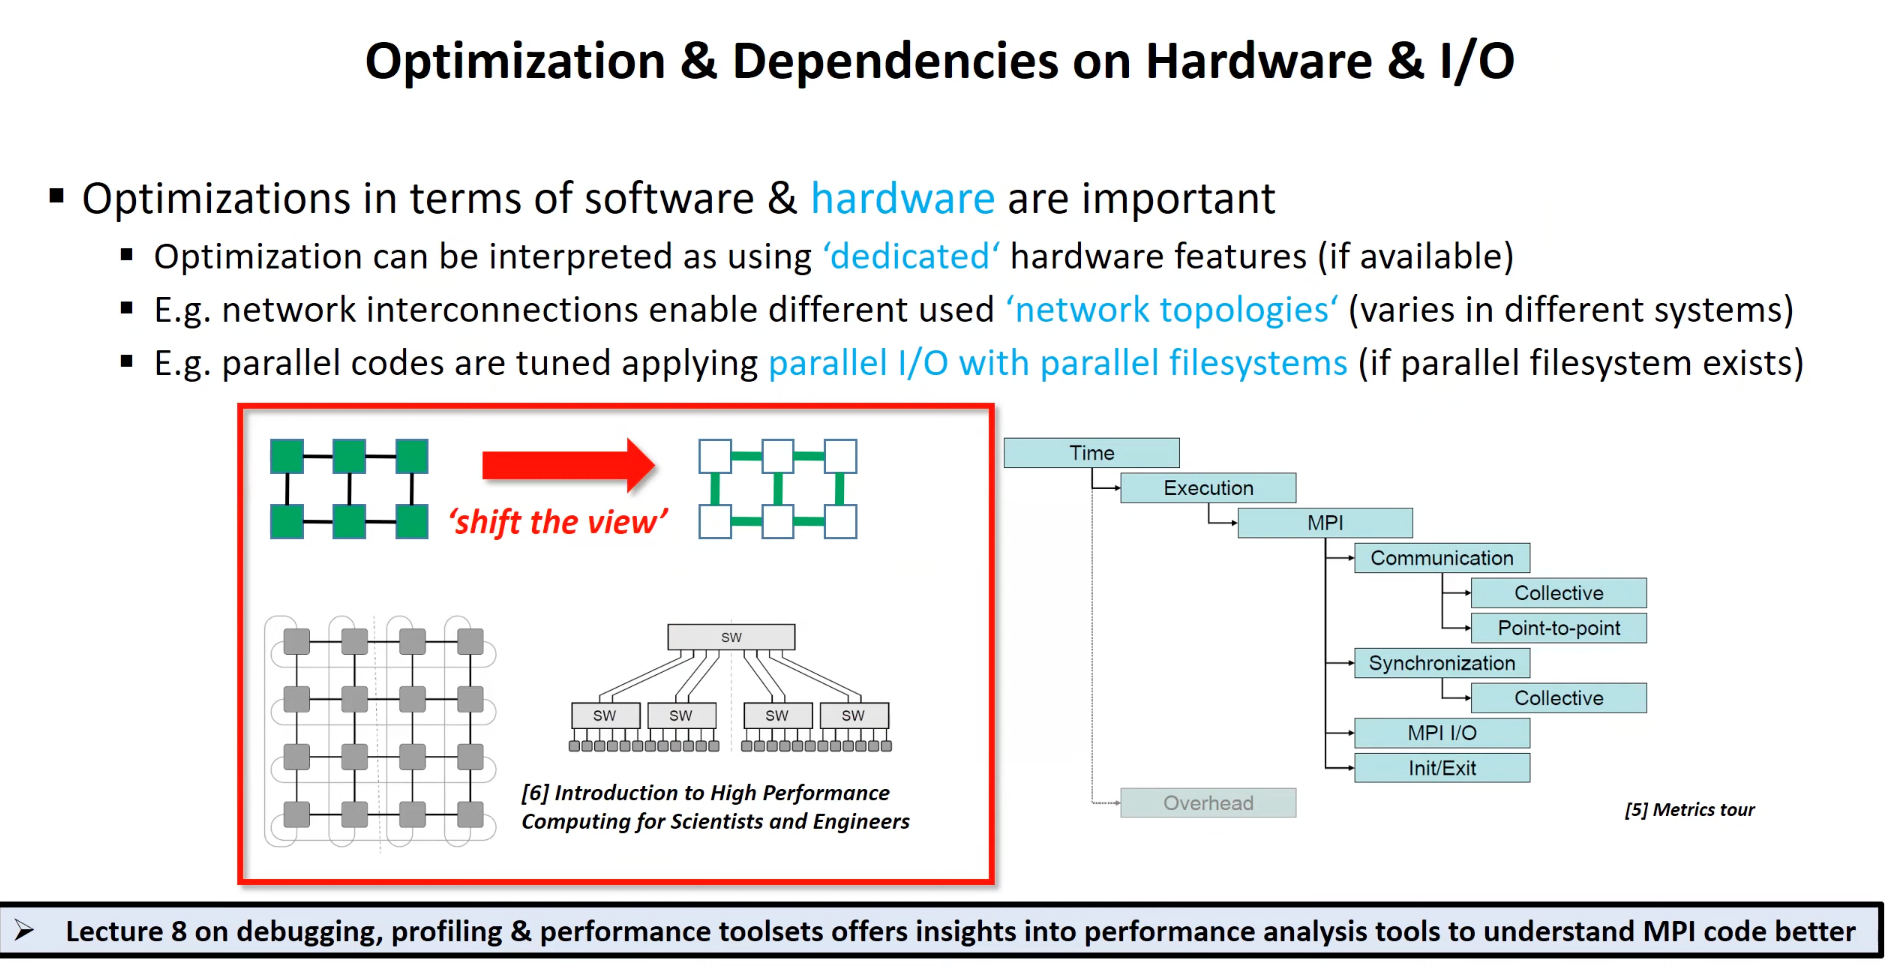 Optimization & Dependencies on Hardware & I/O
▪ Optimizations in terms of software & hardware are important
▪ Optimization can be interpreted as using ‘dedicated‘ hardware features (if available)
▪ E.g. network interconnections enable different used ‘network topologies‘ (varies in different systems)
▪ E.g. parallel codes are tuned applying parallel I/O with parallel filesystems (if parallel filesystem exists)
‘shift the view’
SW
SW SW SW SW
[6] Introduction to High Performance
Computing for Scientists and Engineers
Time
Execution
MPI
Communication
Collective
Point-to-point
Synchronization
Collective
MPI I/O
Init/Exit
Overhead
[5] Metrics tour
➢ Lecture 8 on debugging, profiling & performance toolsets offers insights into performance analysis tools to understand MPI code better